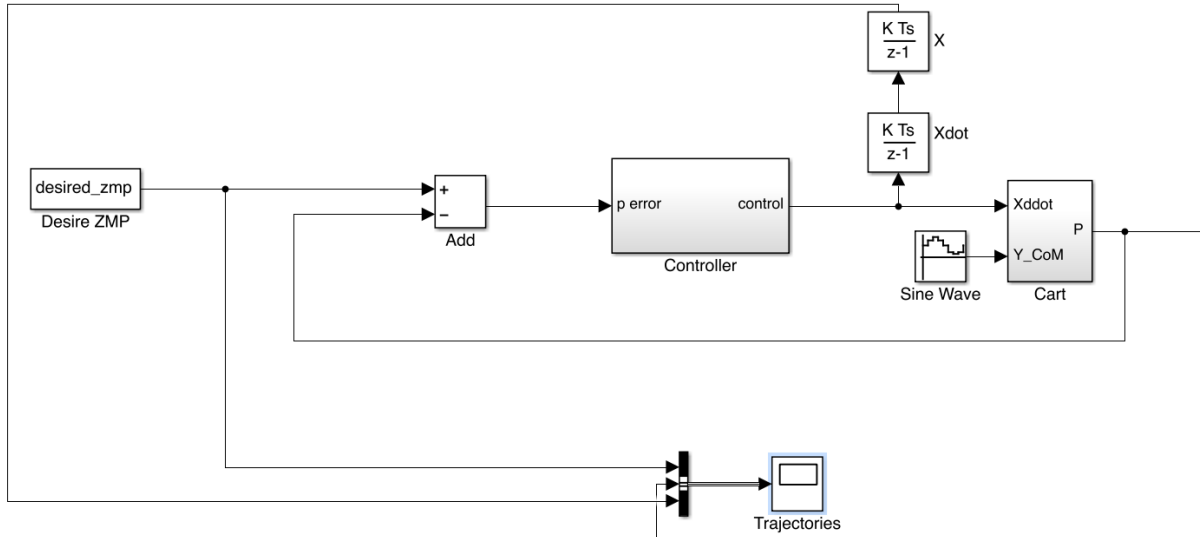 K Ts
z-1
X
K Ts
z-1
Xdot
desired_zmp
Desire ZMP
+
−
Add
p error
control
Controller
Sine Wave
Xddot
P
Y_CoM
Cart
Trajectories